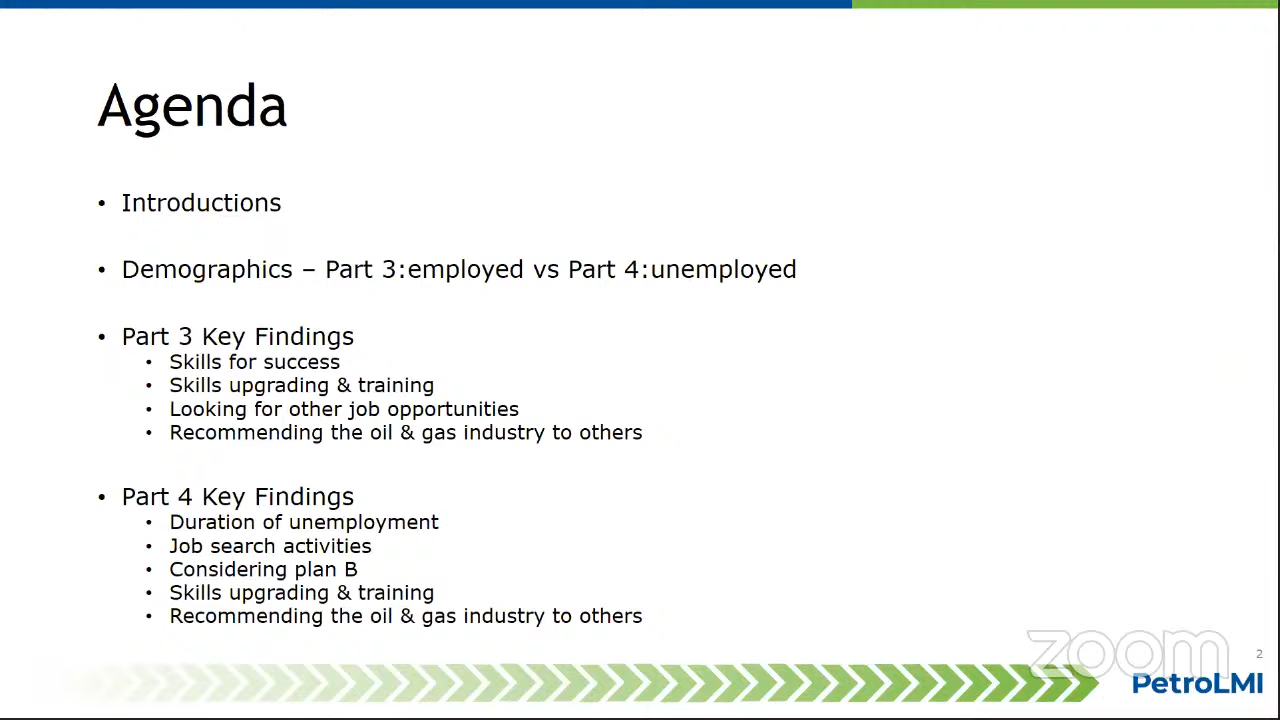 Agenda
• Introductions
• Demographics – Part 3:employed vs Part 4:unemployed
• Part 3 Key Findings
• Skills for success
• Skills upgrading & training
• Looking for other job opportunities
• Recommending the oil & gas industry to others
• Part 4 Key Findings
• Duration of unemployment
• Job search activities
• Considering plan B
• Skills upgrading & training
• Recommending the oil & gas industry to others
zoom
2
PetroLMI